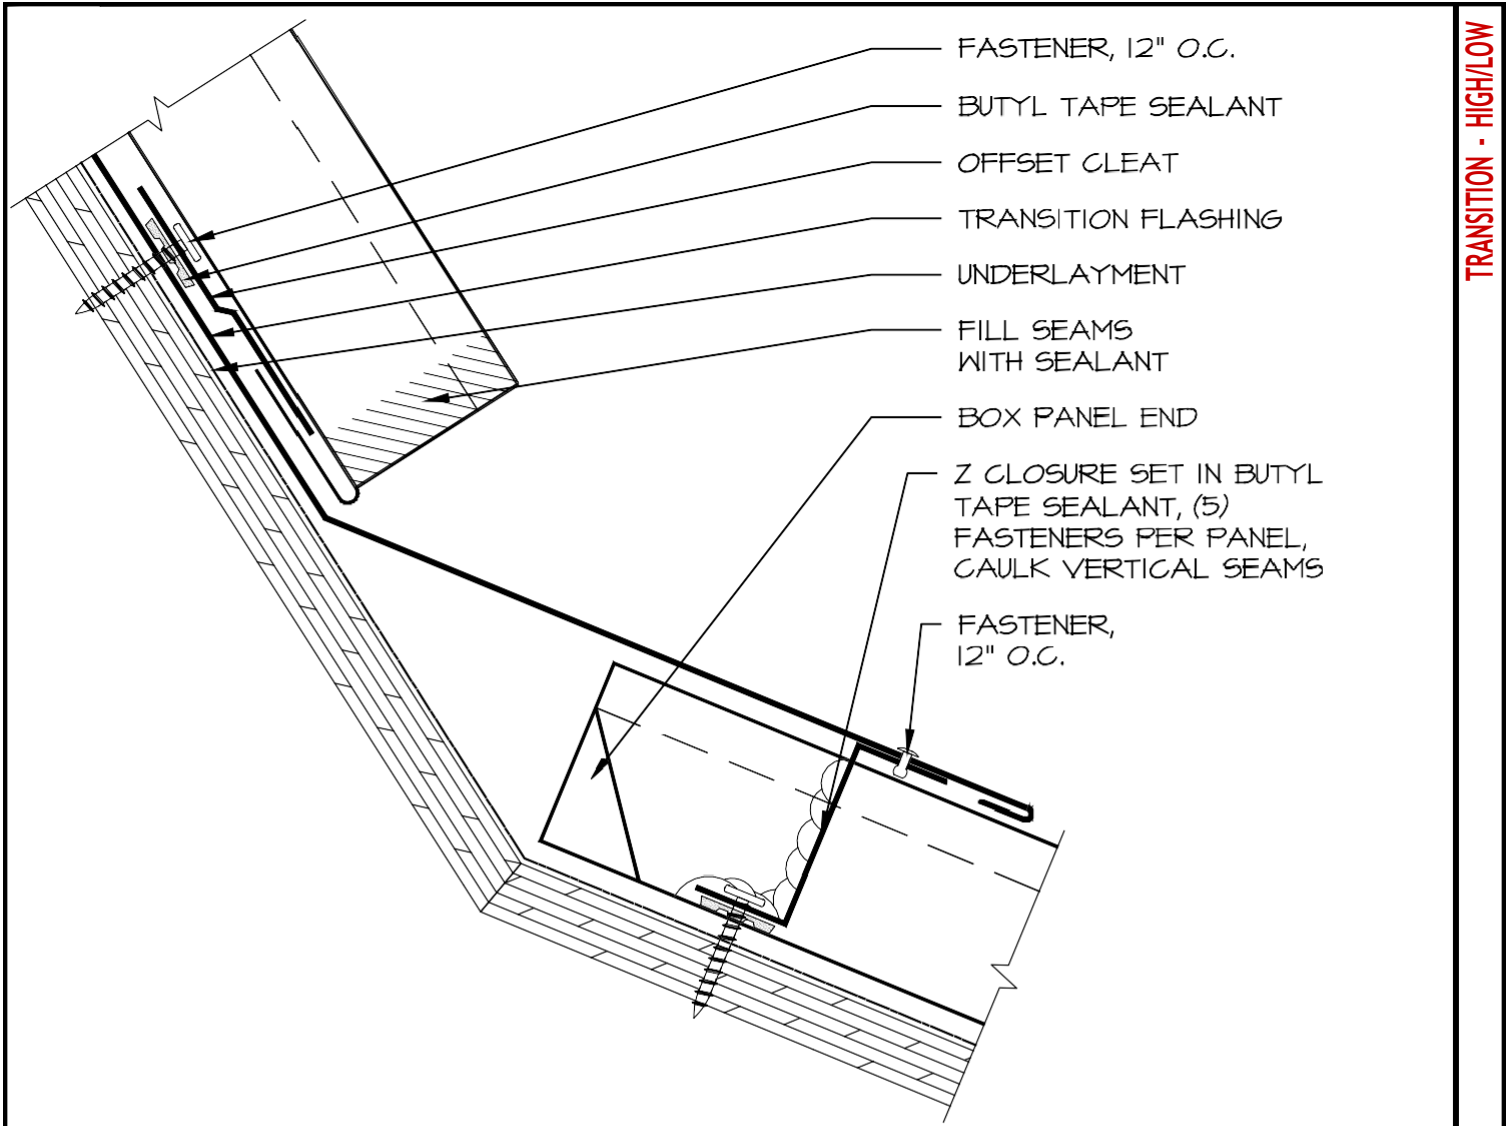 FASTENER, 12" O.C.
BUTYL TAPE SEALANT
OFFSET CLEAT
TRANSITION FLASHING
UNDERLAYMENT
FILL SEAMS
WITH SEALANT
BOX PANEL END
Z CLOSURE SET IN BUTYL
TAPE SEALANT, (5)
FASTENERS PER PANEL,
CAULK VERTICAL SEAMS
FASTENER,
12" O.C.
TRANSITION - HIGH/LOW